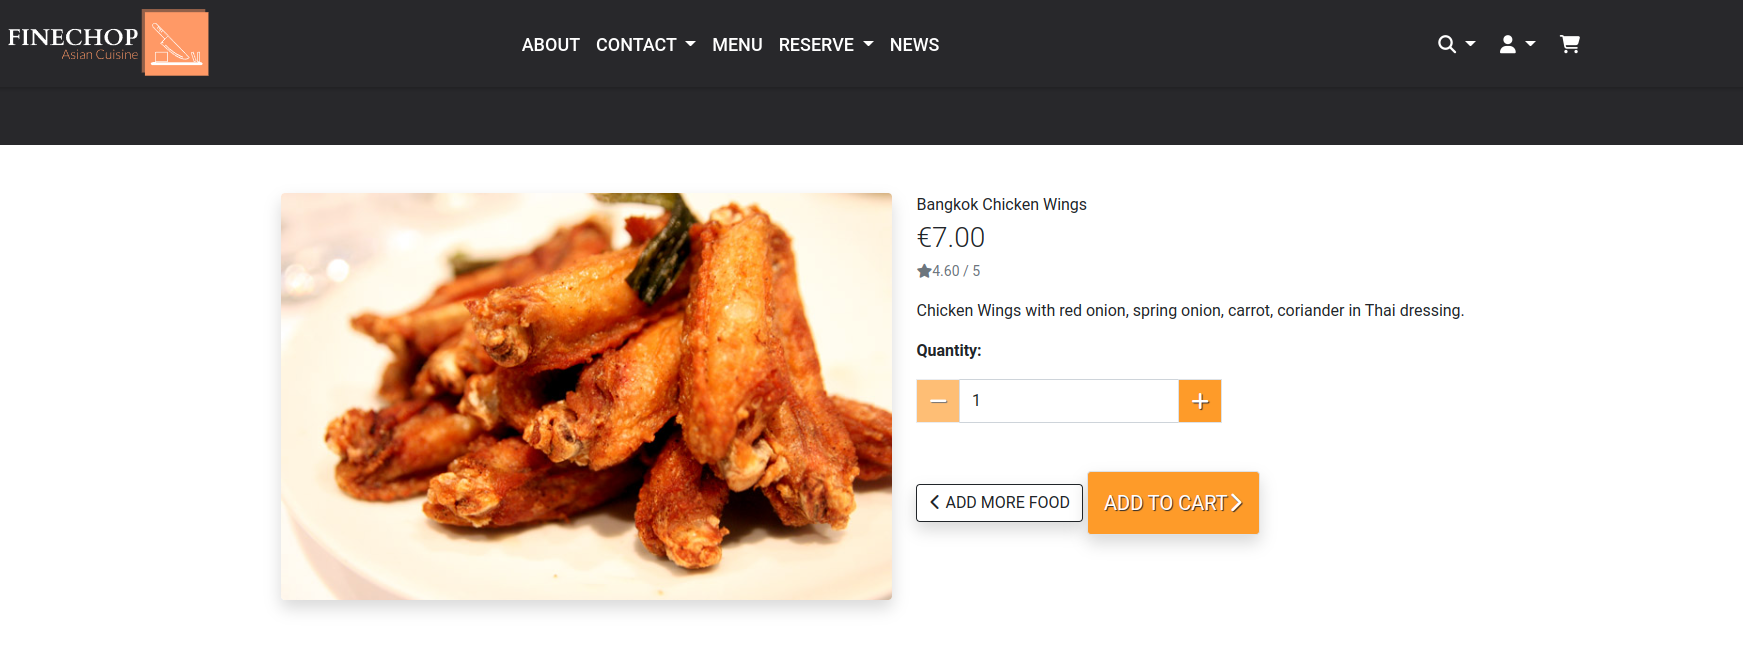 FINECHOP
Asian Cuisine
ABOUT CONTACT MENU RESERVE NEWS
Bangkok Chicken Wings
€7.00
4.60 / 5
Chicken Wings with red onion, spring onion, carrot, coriander in Thai dressing.
Quantity:
1
ADD MORE FOOD ADD TO CART